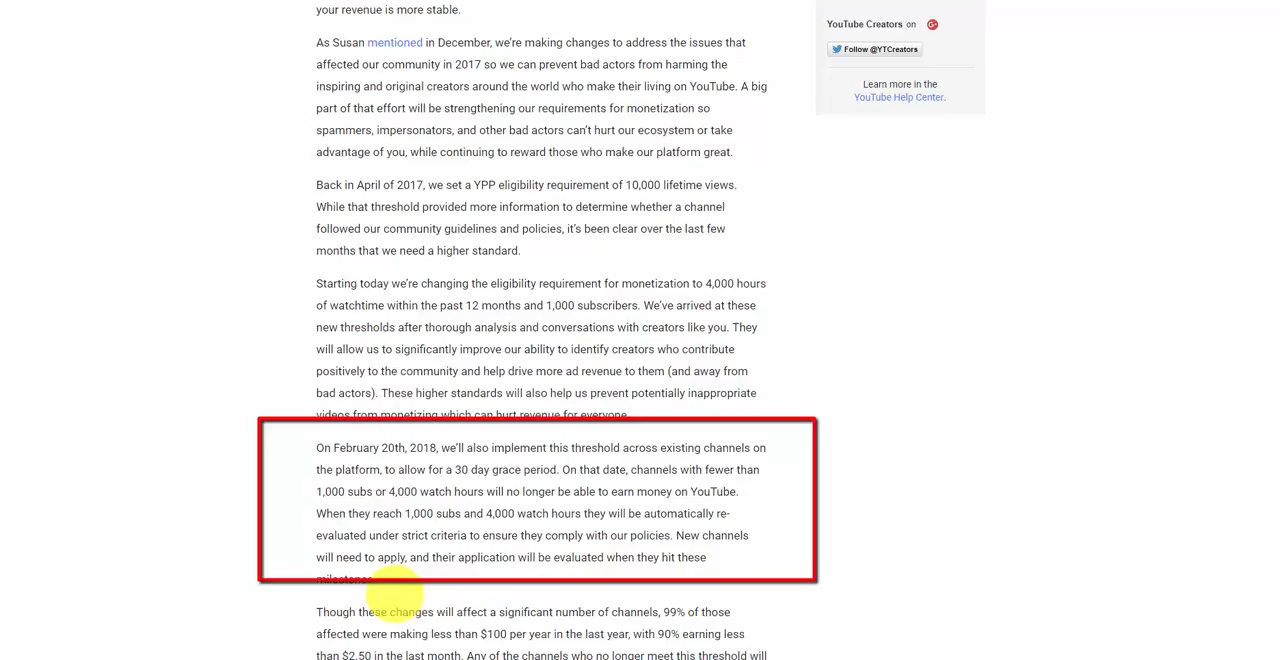 your revenue is more stable.
As Susan mentioned in December, we're making changes to address the issues that
affected our community in 2017 so we can prevent bad actors from harming the
inspiring and original creators around the world who make their living on YouTube. A big
part of that effort will be strengthening our requirements for monetization so
spammers, impersonators, and other bad actors can't hurt our ecosystem or take
advantage of you, while continuing to reward those who make our platform great.
Back in April of 2017, we set a YPP eligibility requirement of 10,000 lifetime views.
While that threshold provided more information to determine whether a channel
followed our community guidelines and policies, it's been clear over the last few
months that we need a higher standard.
Starting today we're changing the eligibility requirement for monetization to 4,000 hours
of watchtime within the past 12 months and 1,000 subscribers. We've arrived at these
new thresholds after thorough analysis and conversations with creators like you. They
will allow us to significantly improve our ability to identify creators who contribute
positively to the community and help drive more ad revenue to them (and away from
bad actors). These higher standards will also help us prevent potentially inappropriate
videos from monetizing which can hurt revenue for everyone.
On February 20th, 2018, we'll also implement this threshold across existing channels on
the platform, to allow for a 30 day grace period. On that date, channels with fewer than
1,000 subs or 4,000 watch hours will no longer be able to earn money on YouTube.
When they reach 1,000 subs and 4,000 watch hours they will be automatically re-
evaluated under strict criteria to ensure they comply with our policies. New channels
will need to apply, and their application will be evaluated when they hit these
milestones.
Though these changes will affect a significant number of channels, 99% of those
affected were making less than $100 per year in the last year, with 90% earning less
than $2.50 in the last month. Any of the channels who no longer meet this threshold will
YouTube Creators on G+
Follow @YTCreators
Learn more in the
YouTube Help Center.